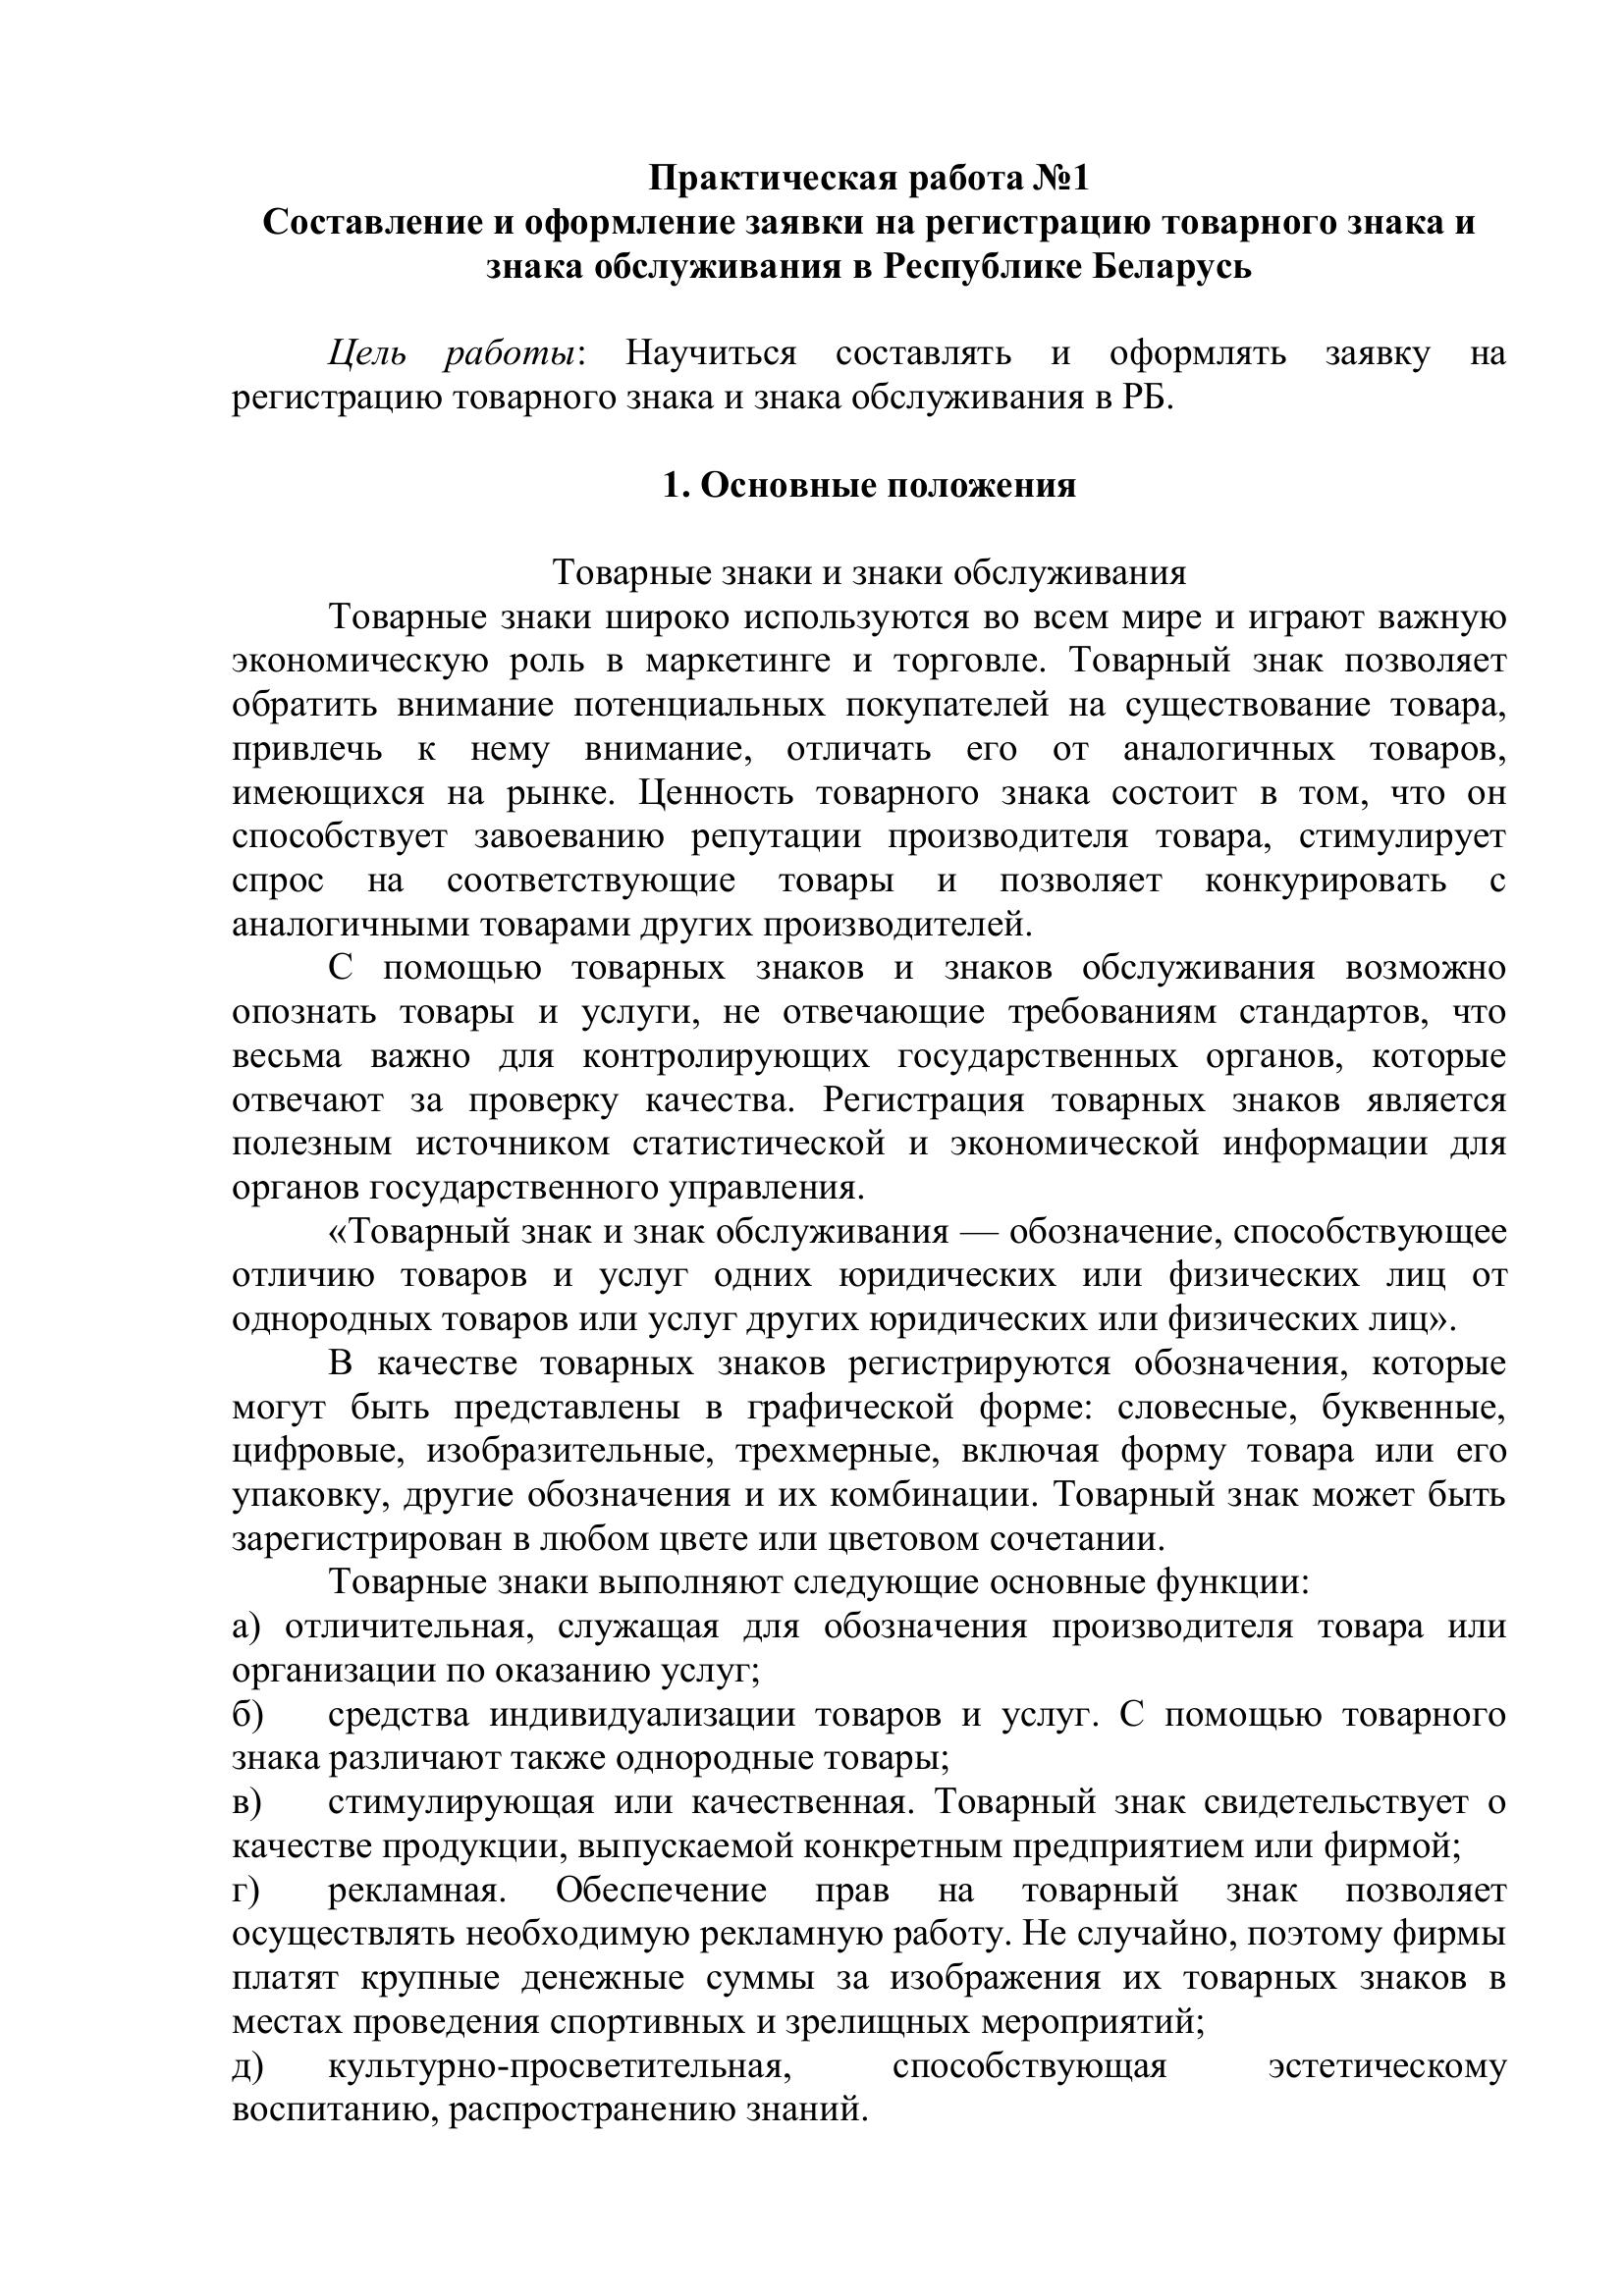 Практическая работа №1
Составление и оформление заявки на регистрацию товарного знака и
знака обслуживания в Республике Беларусь
Цель работы: Научиться составлять и оформлять заявку на
регистрацию товарного знака и знака обслуживания в РБ.
1. Основные положения
Товарные знаки и знаки обслуживания
Товарные знаки широко используются во всем мире и играют важную
экономическую роль в маркетинге и торговле. Товарный знак позволяет
обратить внимание потенциальных покупателей на существование товара,
привлечь к нему внимание, отличать его от аналогичных товаров,
имеющихся на рынке. Ценность товарного знака состоит в том, что он
способствует завоеванию репутации производителя товара, стимулирует
спрос на соответствующие товары и позволяет конкурировать с
аналогичными товарами других производителей.
С помощью товарных знаков и знаков обслуживания возможно
опознать товары и услуги, не отвечающие требованиям стандартов, что
весьма важно для контролирующих государственных органов, которые
отвечают за проверку качества. Регистрация товарных знаков является
полезным источником статистической и экономической информации для
органов государственного управления.
«Товарный знак и знак обслуживания — обозначение, способствующее
отличию товаров и услуг одних юридических или физических лиц от
однородных товаров или услуг других юридических или физических лиц».
В качестве товарных знаков регистрируются обозначения, которые
могут быть представлены в графической форме: словесные, буквенные,
цифровые, изобразительные, трехмерные, включая форму товара или его
упаковку, другие обозначения и их комбинации. Товарный знак может быть
зарегистрирован в любом цвете или цветовом сочетании.
Товарные знаки выполняют следующие основные функции:
а) отличительная, служащая для обозначения производителя товара или
организации по оказанию услуг;
б) средства индивидуализации товаров и услуг. С помощью товарного
знака различают также однородные товары;
в) стимулирующая или качественная. Товарный знак свидетельствует о
качестве продукции, выпускаемой конкретным предприятием или фирмой;
г) рекламная. Обеспечение прав на товарный знак позволяет
осуществлять необходимую рекламную работу. Не случайно, поэтому фирмы
платят крупные денежные суммы за изображения их товарных знаков в
местах проведения спортивных и зрелищных мероприятий;
д) культурно-просветительная, способствующая эстетическому
воспитанию, распространению знаний.